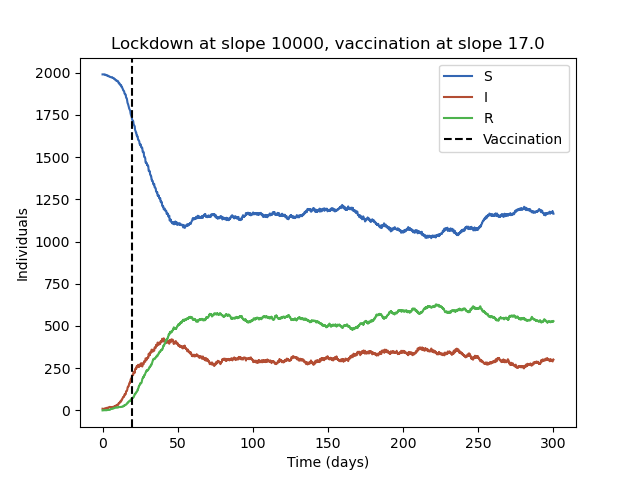 Lockdown at slope 10000, vaccination at slope 17.0
2000
1750
1500
1250
1000
750
500
250
0
Individuals
S
I
R
Vaccination
0 50 100 150 200 250 300
Time (days)